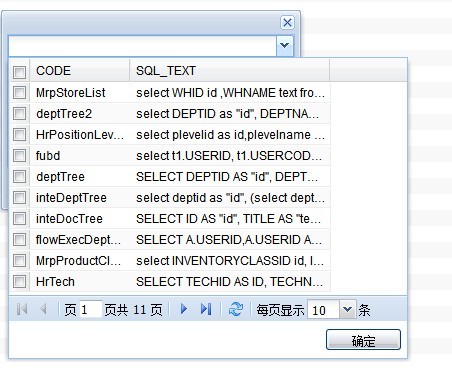 CODE SQL_TEXT
MrpStoreList select WHID id ,WHNAME text fro...
deptTree2 select DEPTID as "id", DEPTNA...
HrPositionLev... select plevelid as id,plevelname ...
fubd select t1.USERID, t1.USERCOD...
deptTree SELECT DEPTID AS "id", DEPT...
inteDeptTree select deptid as "id", (select dept...
inteDocTree SELECT ID AS "id", TITLE AS "te...
flowExecDept... SELECT A.USERID,A.USERID A...
MrpProductCl... select INVENTORYCLASSID id, I...
HrTech SELECT TECHID AS ID, TECHN...
页 1 页共 11 页 每页显示 10 条
确定